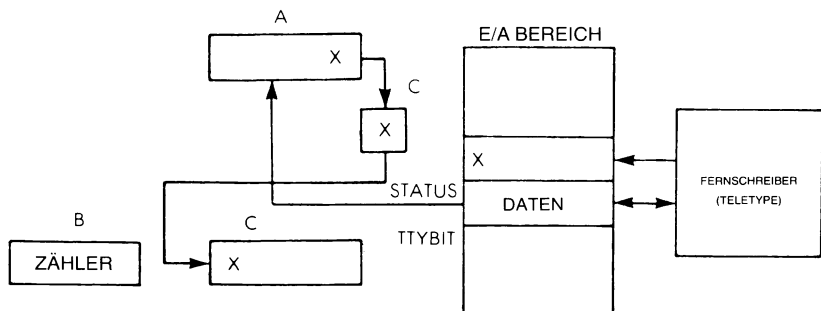 A
X
C
X
B
ZÄHLER
C
X
E/A BEREICH
X
STATUS
DATEN
TTYBIT
FERNSCHREIBER
(TELETYPE)